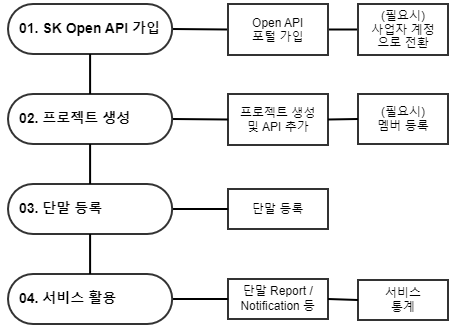 01. SK Open API 가입
Open API
포털 가입
(필요시)
사업자 계정
으로 전환
02. 프로젝트 생성
프로젝트 생성
및 API 추가
(필요시)
멤버 등록
03. 단말 등록
단말 등록
04. 서비스 활용
단말 Report /
Notification 등
서비스
통계